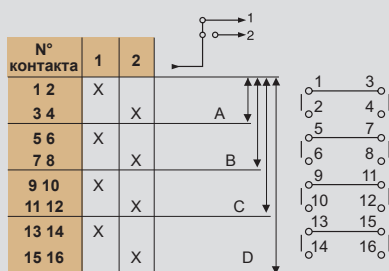 1
2
N°
контакта 1 2
1 2 X
3 4 X A
5 6 X
7 8 X B
9 10 X
11 12 X C
13 14 X
15 16 X D
1 3
2 4
5 7
6 8
9 11
10 12
13 15
14 16